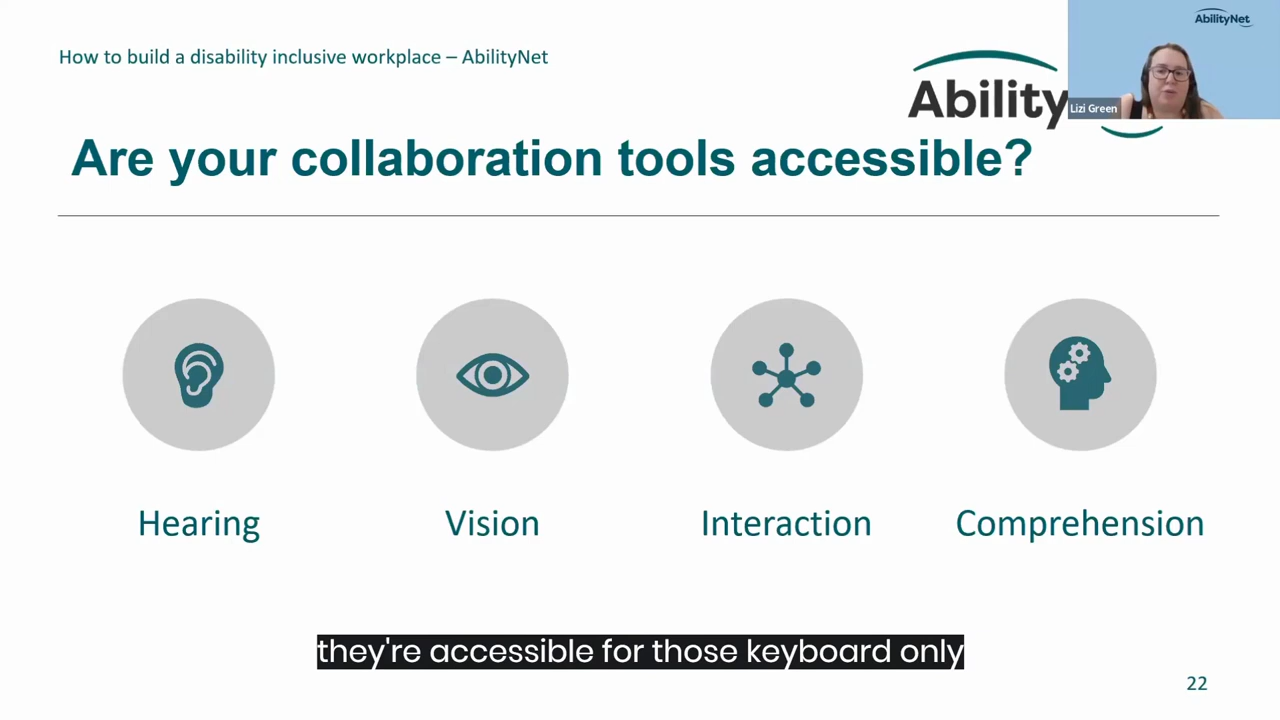 How to build a disability inclusive workplace – AbilityNet
AbilityNet
Ability
Lizi Green
Are your collaboration tools accessible?
Hearing
Vision
Interaction
Comprehension
they're accessible for those keyboard only
22